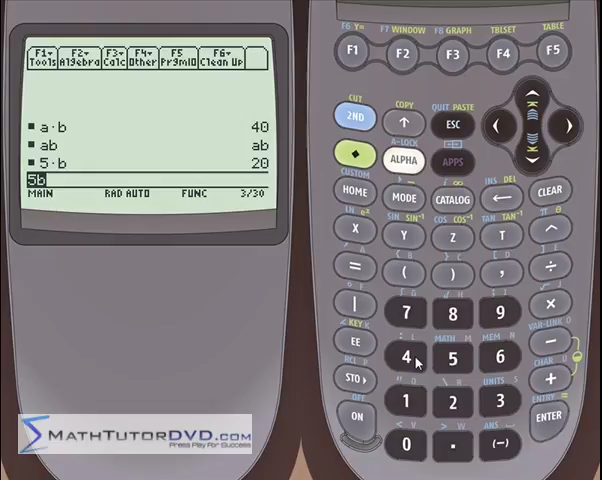 F1 F2 F3 F4 F5 F6
Tools Algebra Calc Other PrgmIO Clean Up
a·b 40
ab ab
5·b 20
5b
MAIN RAD AUTO FUNC 3/30
MATHTUTORDVD.COM
Press Play For Success
F6 Y= F7 WINDOW F8 GRAPH TBLSET TABLE
F1 F2 F3 F4 F5
CUT COPY QUIT PASTE
2ND ESC
A-LOCK
ALPHA APPS
CUSTOM INS DEL
HOME MODE CATALOG CLEAR
LN SIN SIN⁻¹ COS COS⁻¹ TAN TAN⁻¹ π θ
X Y Z T ^
= ( ) , ÷
| 7 8 9 ×
KEY K : L MATH M MEM N VAR-LINK O
EE 4 5 6 −
RCL P UNITS S CHAR U
STO 1 2 3 +
OFF < V > W ANS ENTRY =
ON 0 . (−) ENTER